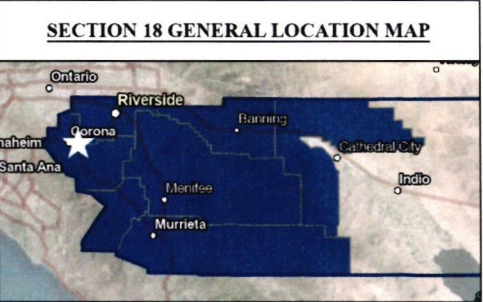 SECTION 18 GENERAL LOCATION MAP
Ontario
Riverside
Banning
naheim
Corona
Cathedral City
Santa Ana
Indio
Menifee
Murrieta